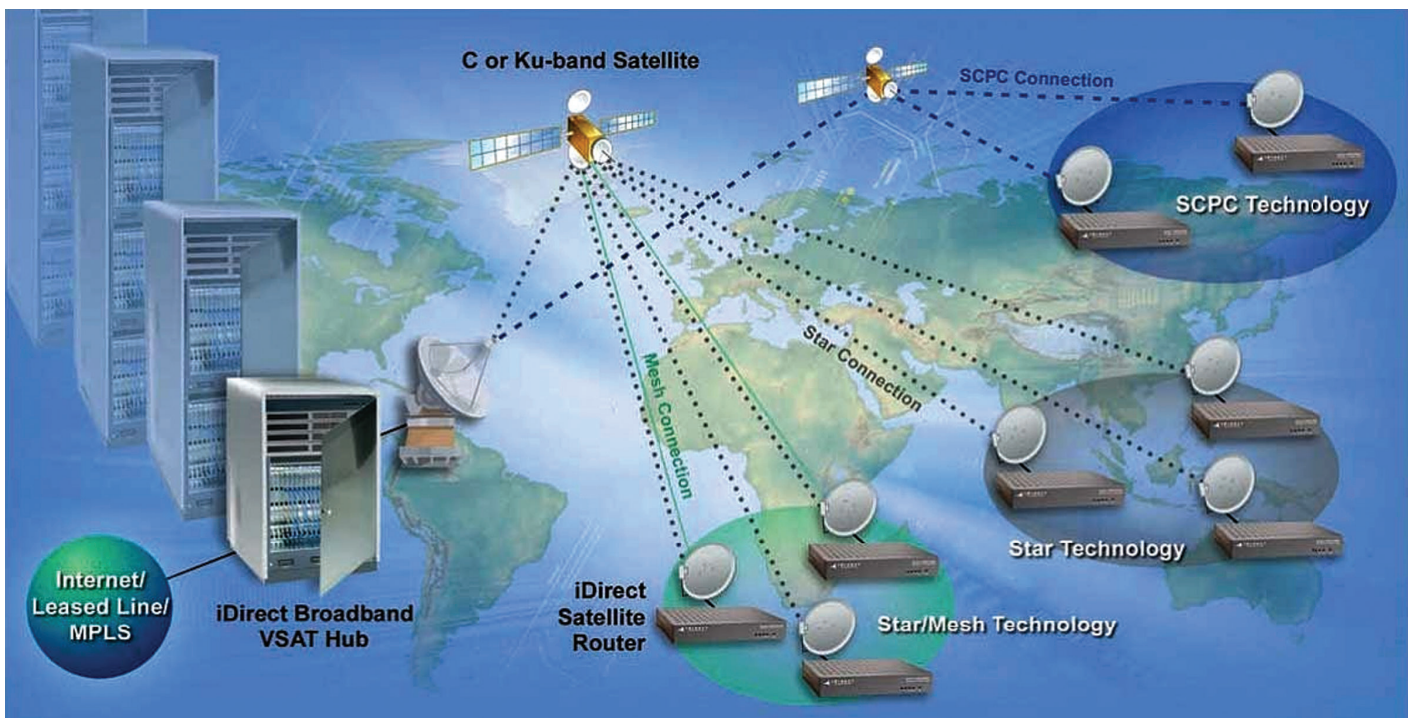 C or Ku-band Satellite
SCPC Connection
SCPC Technology
Star Connection
Mesh Connection
Star Technology
Internet/
Leased Line/
MPLS
iDirect Broadband
VSAT Hub
iDirect
Satellite
Router
Star/Mesh Technology